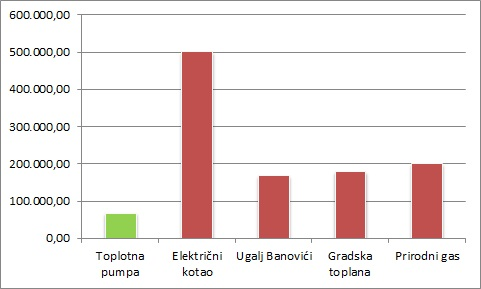 600.000,00
500.000,00
400.000,00
300.000,00
200.000,00
100.000,00
0,00
Toplotna
pumpa
Električni
kotao
Ugalj Banovići
Gradska
toplana
Prirodni gas